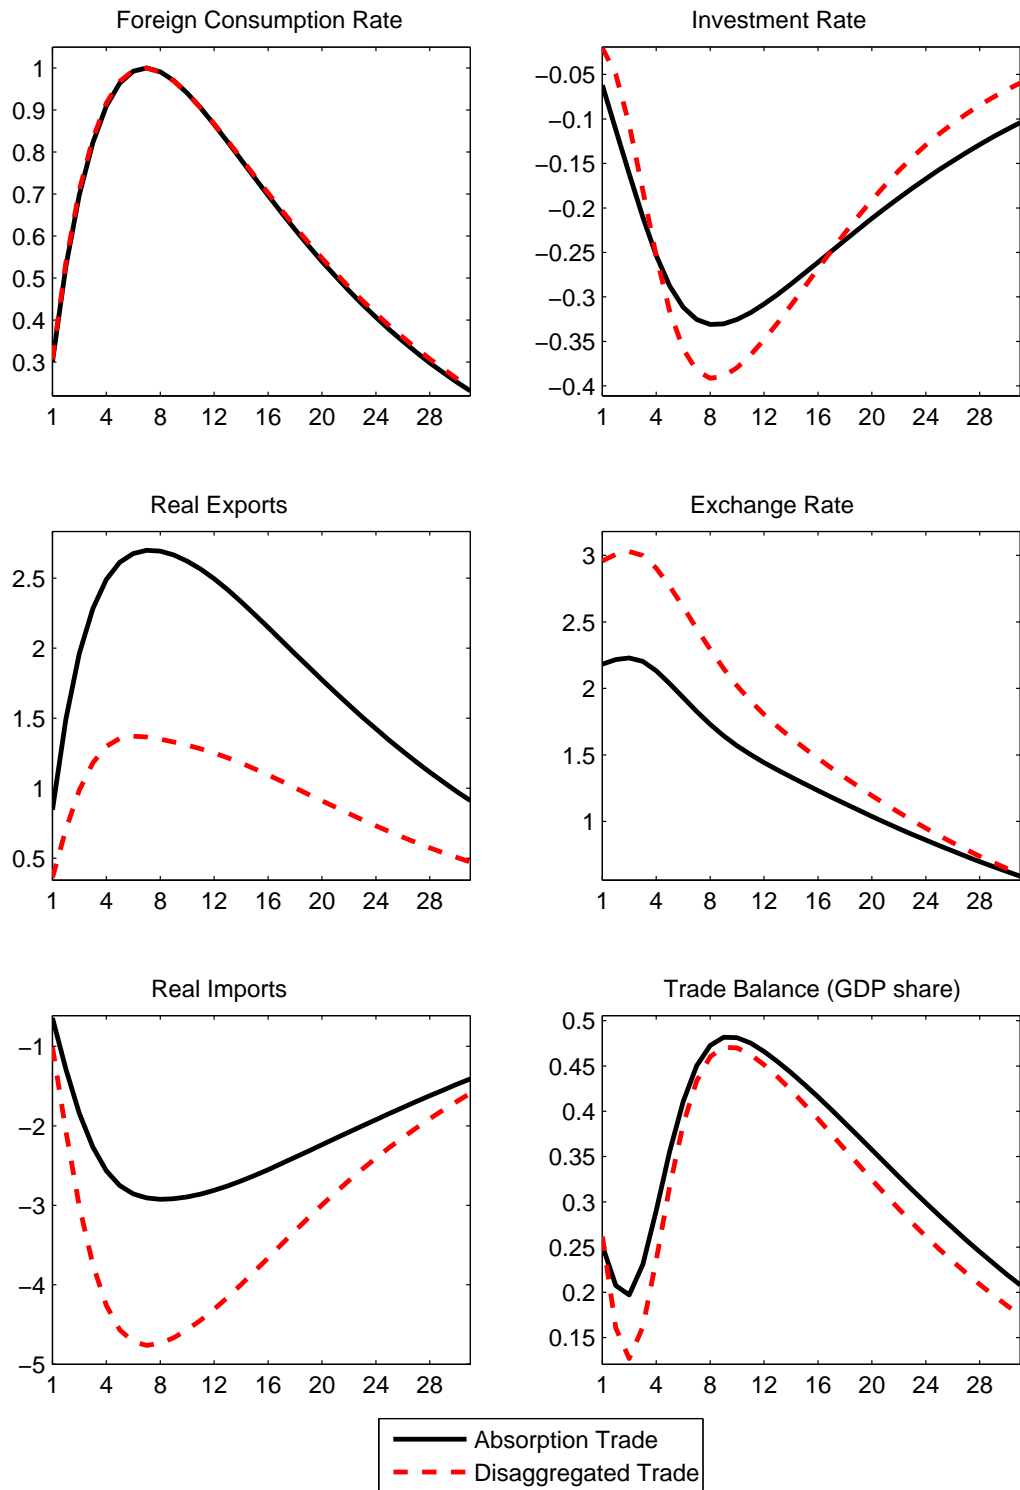 Foreign Consumption Rate
1
0.9
0.8
0.7
0.6
0.5
0.4
0.3
1 4 8 12 16 20 24 28
Investment Rate
−0.05
−0.1
−0.15
−0.2
−0.25
−0.3
−0.35
−0.4
1 4 8 12 16 20 24 28
Real Exports
2.5
2
1.5
1
0.5
1 4 8 12 16 20 24 28
Exchange Rate
3
2.5
2
1.5
1
1 4 8 12 16 20 24 28
Real Imports
−1
−2
−3
−4
−5
1 4 8 12 16 20 24 28
Trade Balance (GDP share)
0.5
0.45
0.4
0.35
0.3
0.25
0.2
0.15
1 4 8 12 16 20 24 28
Absorption Trade
Disaggregated Trade